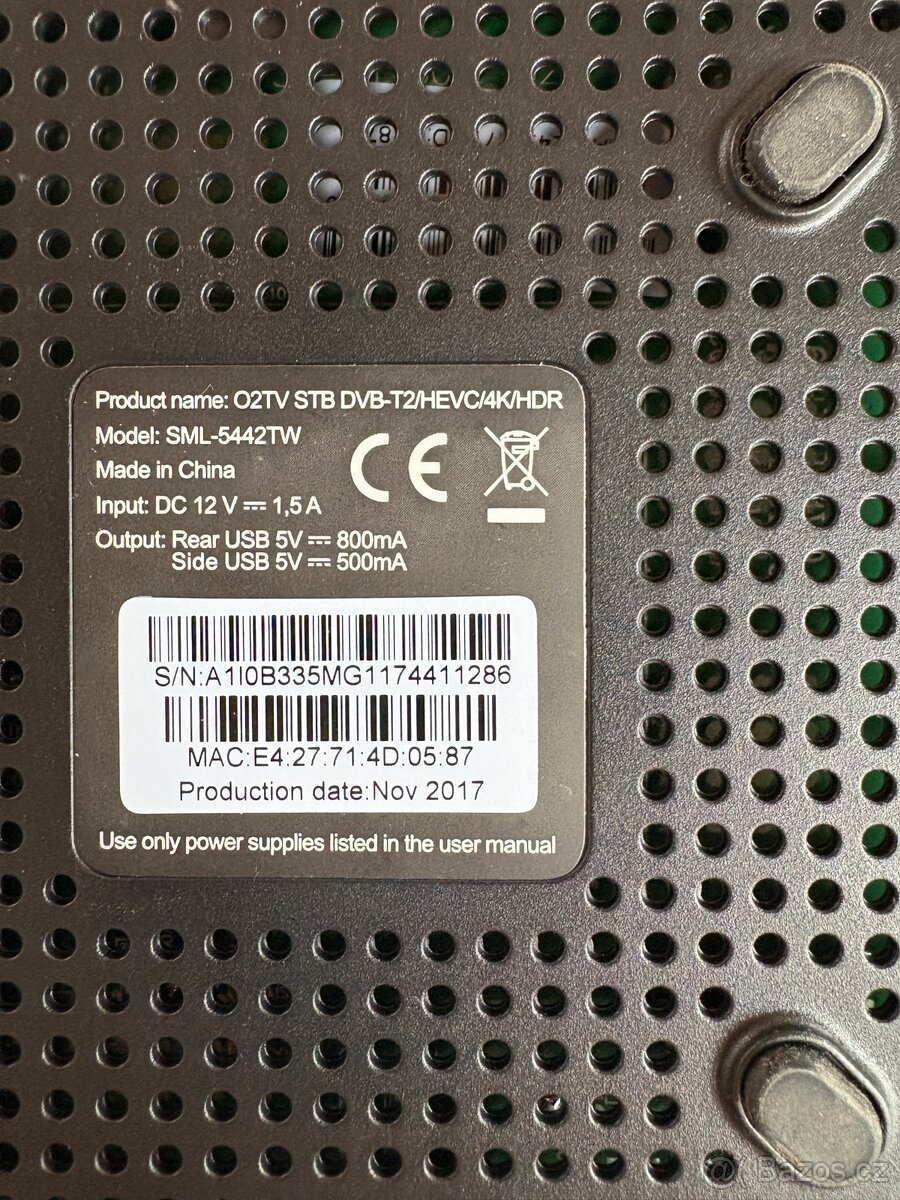 Product name: O2TV STB DVB-T2/HEVC/4K/HDR
Model: SML-5442TW
Made in China
Input: DC 12 V ⎓ 1,5 A
Output: Rear USB 5V ⎓ 800mA
Side USB 5V ⎓ 500mA
CE
S/N:A1I0B335MG1174411286
MAC:E4:27:71:4D:05:87
Production date:Nov 2017
Use only power supplies listed in the user manual
Bazos.cz